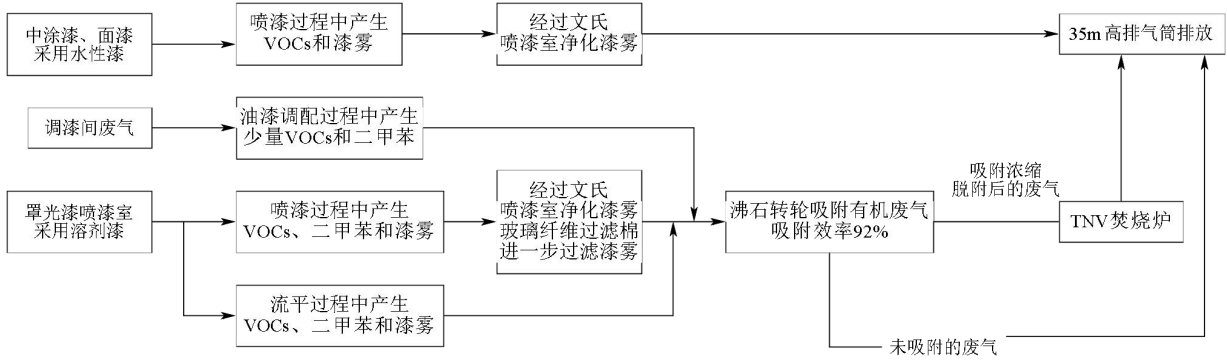 中涂漆、面漆
采用水性漆
喷漆过程中产生
VOCs和漆雾
经过文氏
喷漆室净化漆雾
35m高排气筒排放
调漆间废气
油漆调配过程中产生
少量VOCs和二甲苯
罩光漆喷漆室
采用溶剂漆
喷漆过程中产生
VOCs、二甲苯和漆雾
经过文氏
喷漆室净化漆雾
玻璃纤维过滤棉
进一步过滤漆雾
沸石转轮吸附有机废气
吸附效率92%
吸附浓缩
脱附后的废气
TNV焚烧炉
流平过程中产生
VOCs、二甲苯和漆雾
未吸附的废气